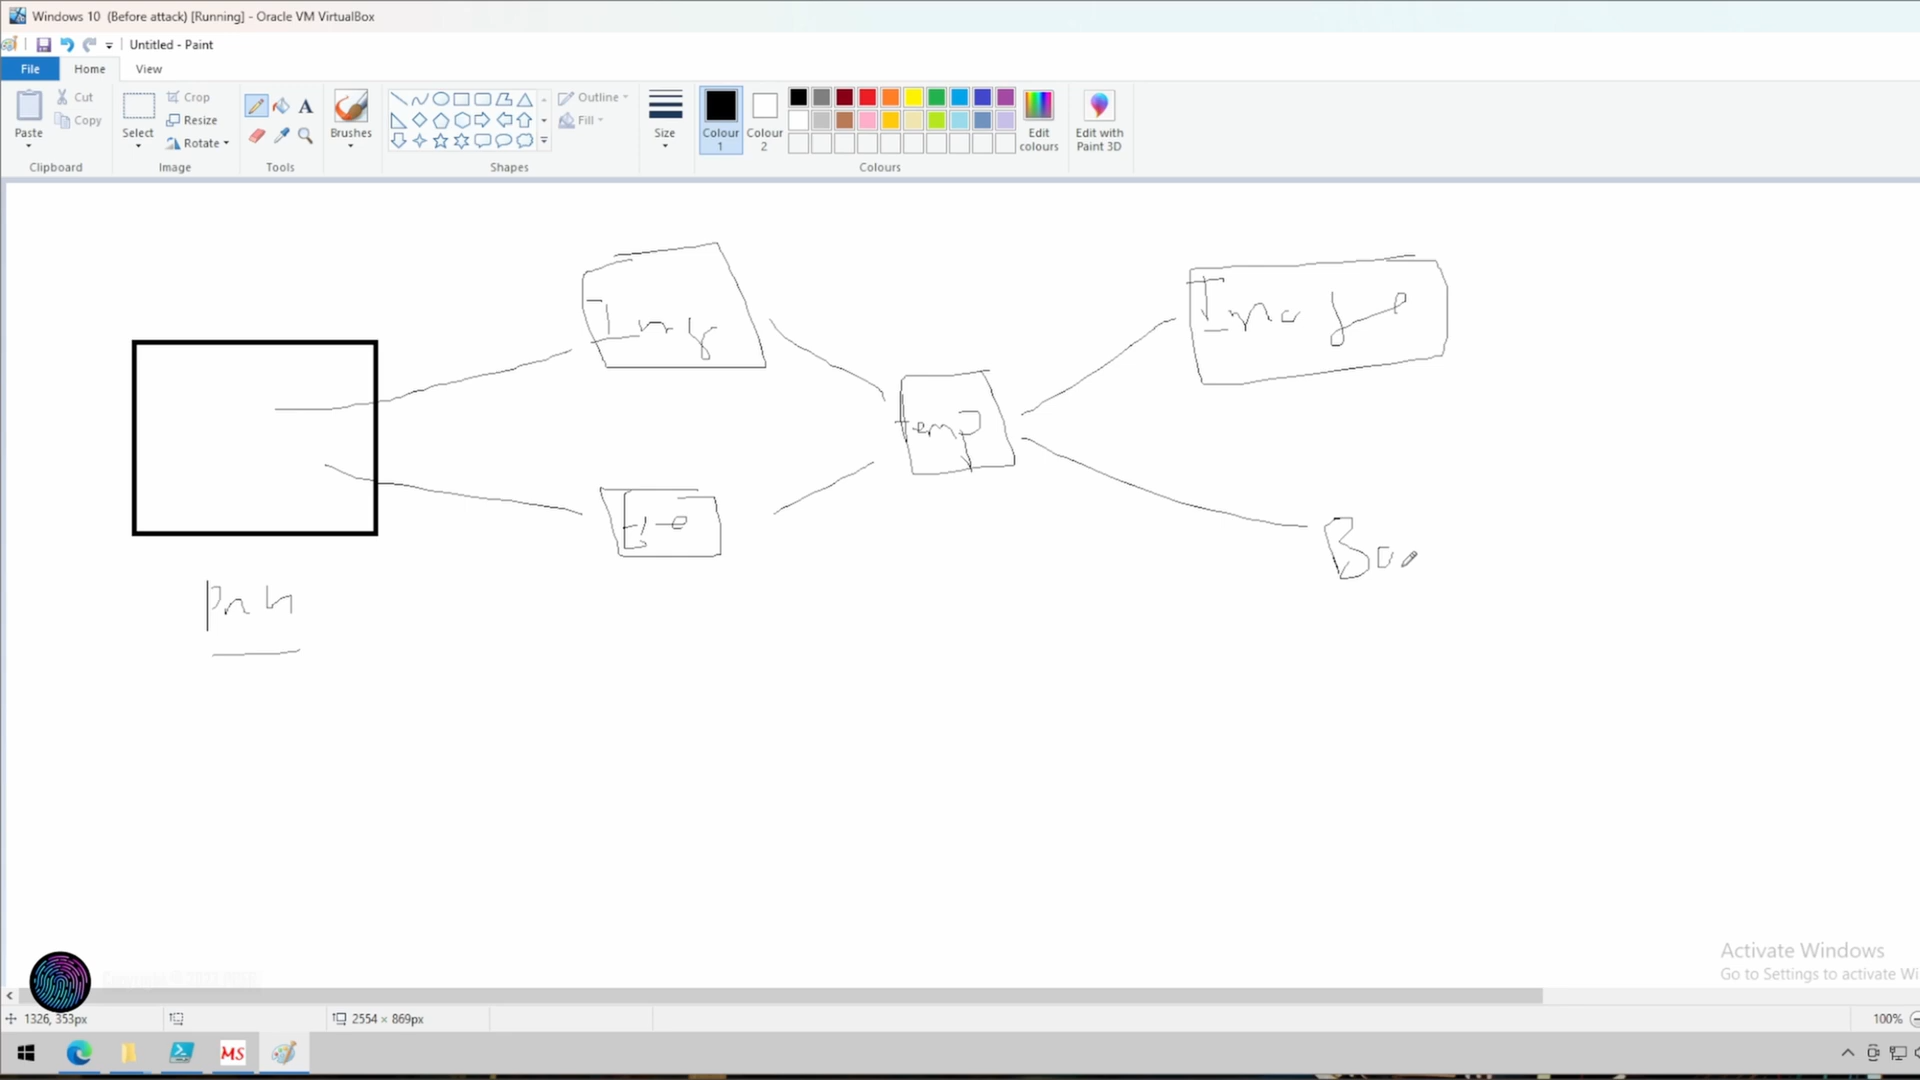 Windows 10 (Before attack) [Running] - Oracle VM VirtualBox
Untitled - Paint
File Home View
Paste
Cut
Copy
Clipboard
Select
Crop
Resize
Rotate
Image
Tools
Brushes
Outline
Fill
Shapes
Size
Colour 1
Colour 2
Edit colours
Edit with Paint 3D
Colours
Image
temp
Activate Windows
Go to Settings to activate Wi
1326, 353px
2554 × 869px
100%
MS